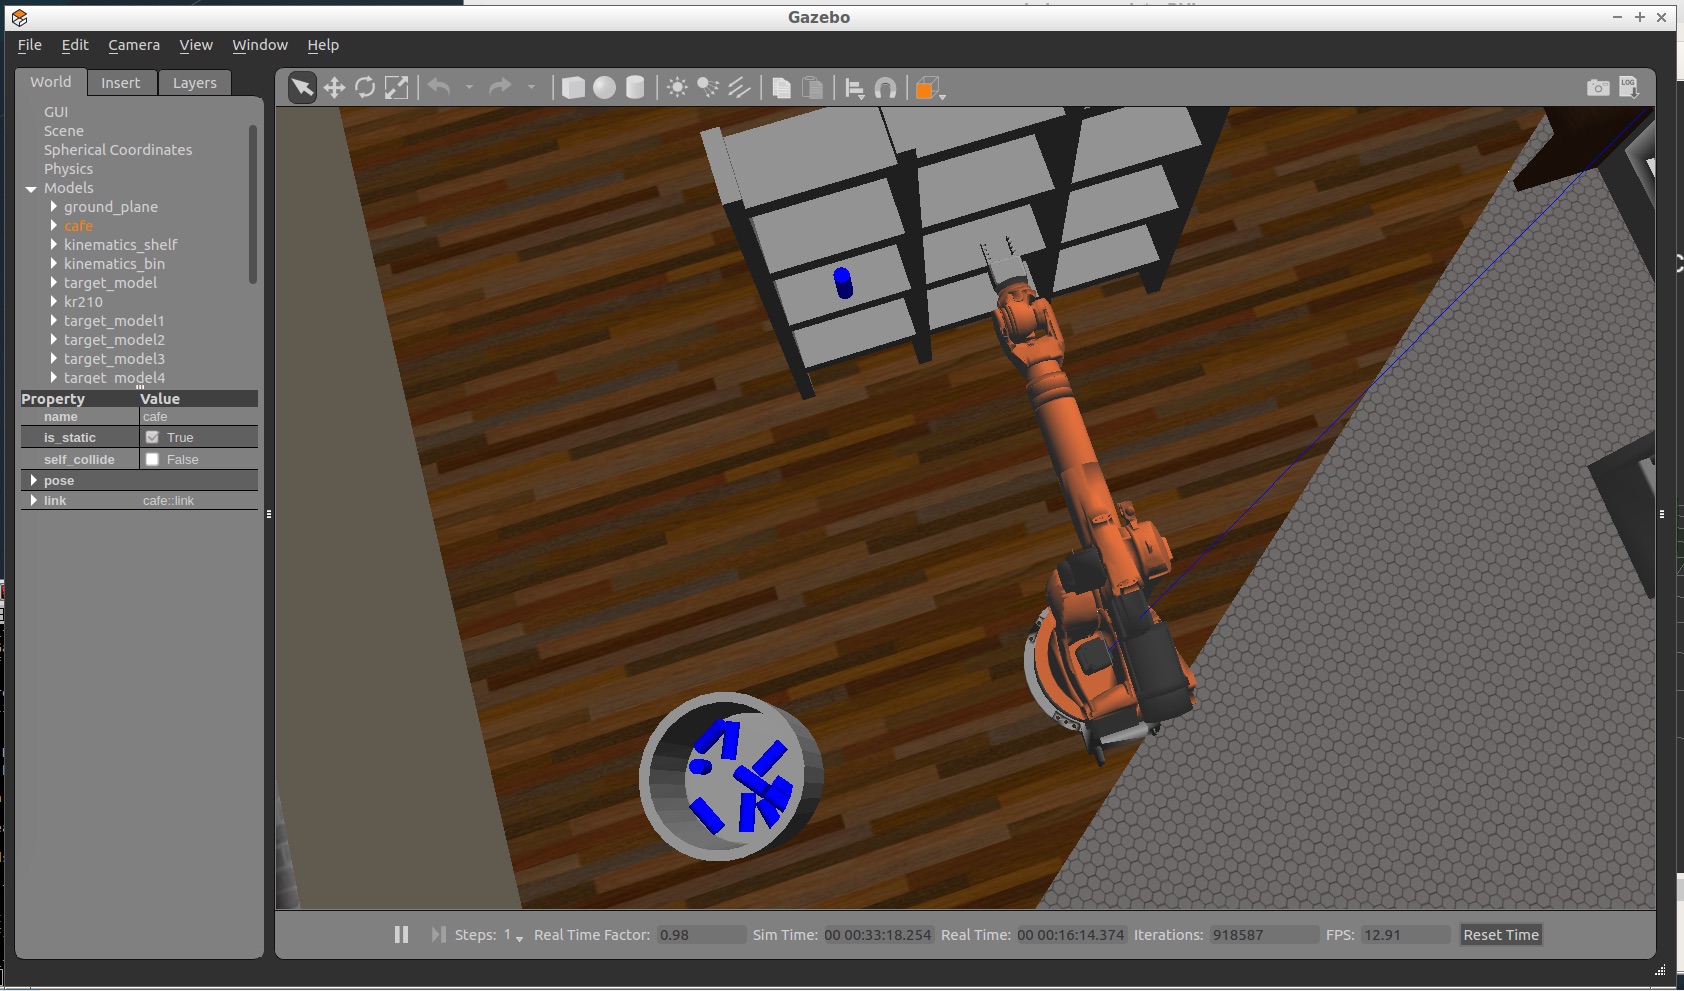 Gazebo
File Edit Camera View Window Help
World Insert Layers
LOG
GUI
Scene
Spherical Coordinates
Physics
Models
ground_plane
cafe
kinematics_shelf
kinematics_bin
target_model
kr210
target_model1
target_model2
target_model3
target_model4
Property Value
name cafe
is_static True
self_collide False
pose
link cafe::link
Steps: 1 Real Time Factor: 0.98 Sim Time: 00 00:33:18.254 Real Time: 00 00:16:14.374 Iterations: 918587 FPS: 12.91 Reset Time